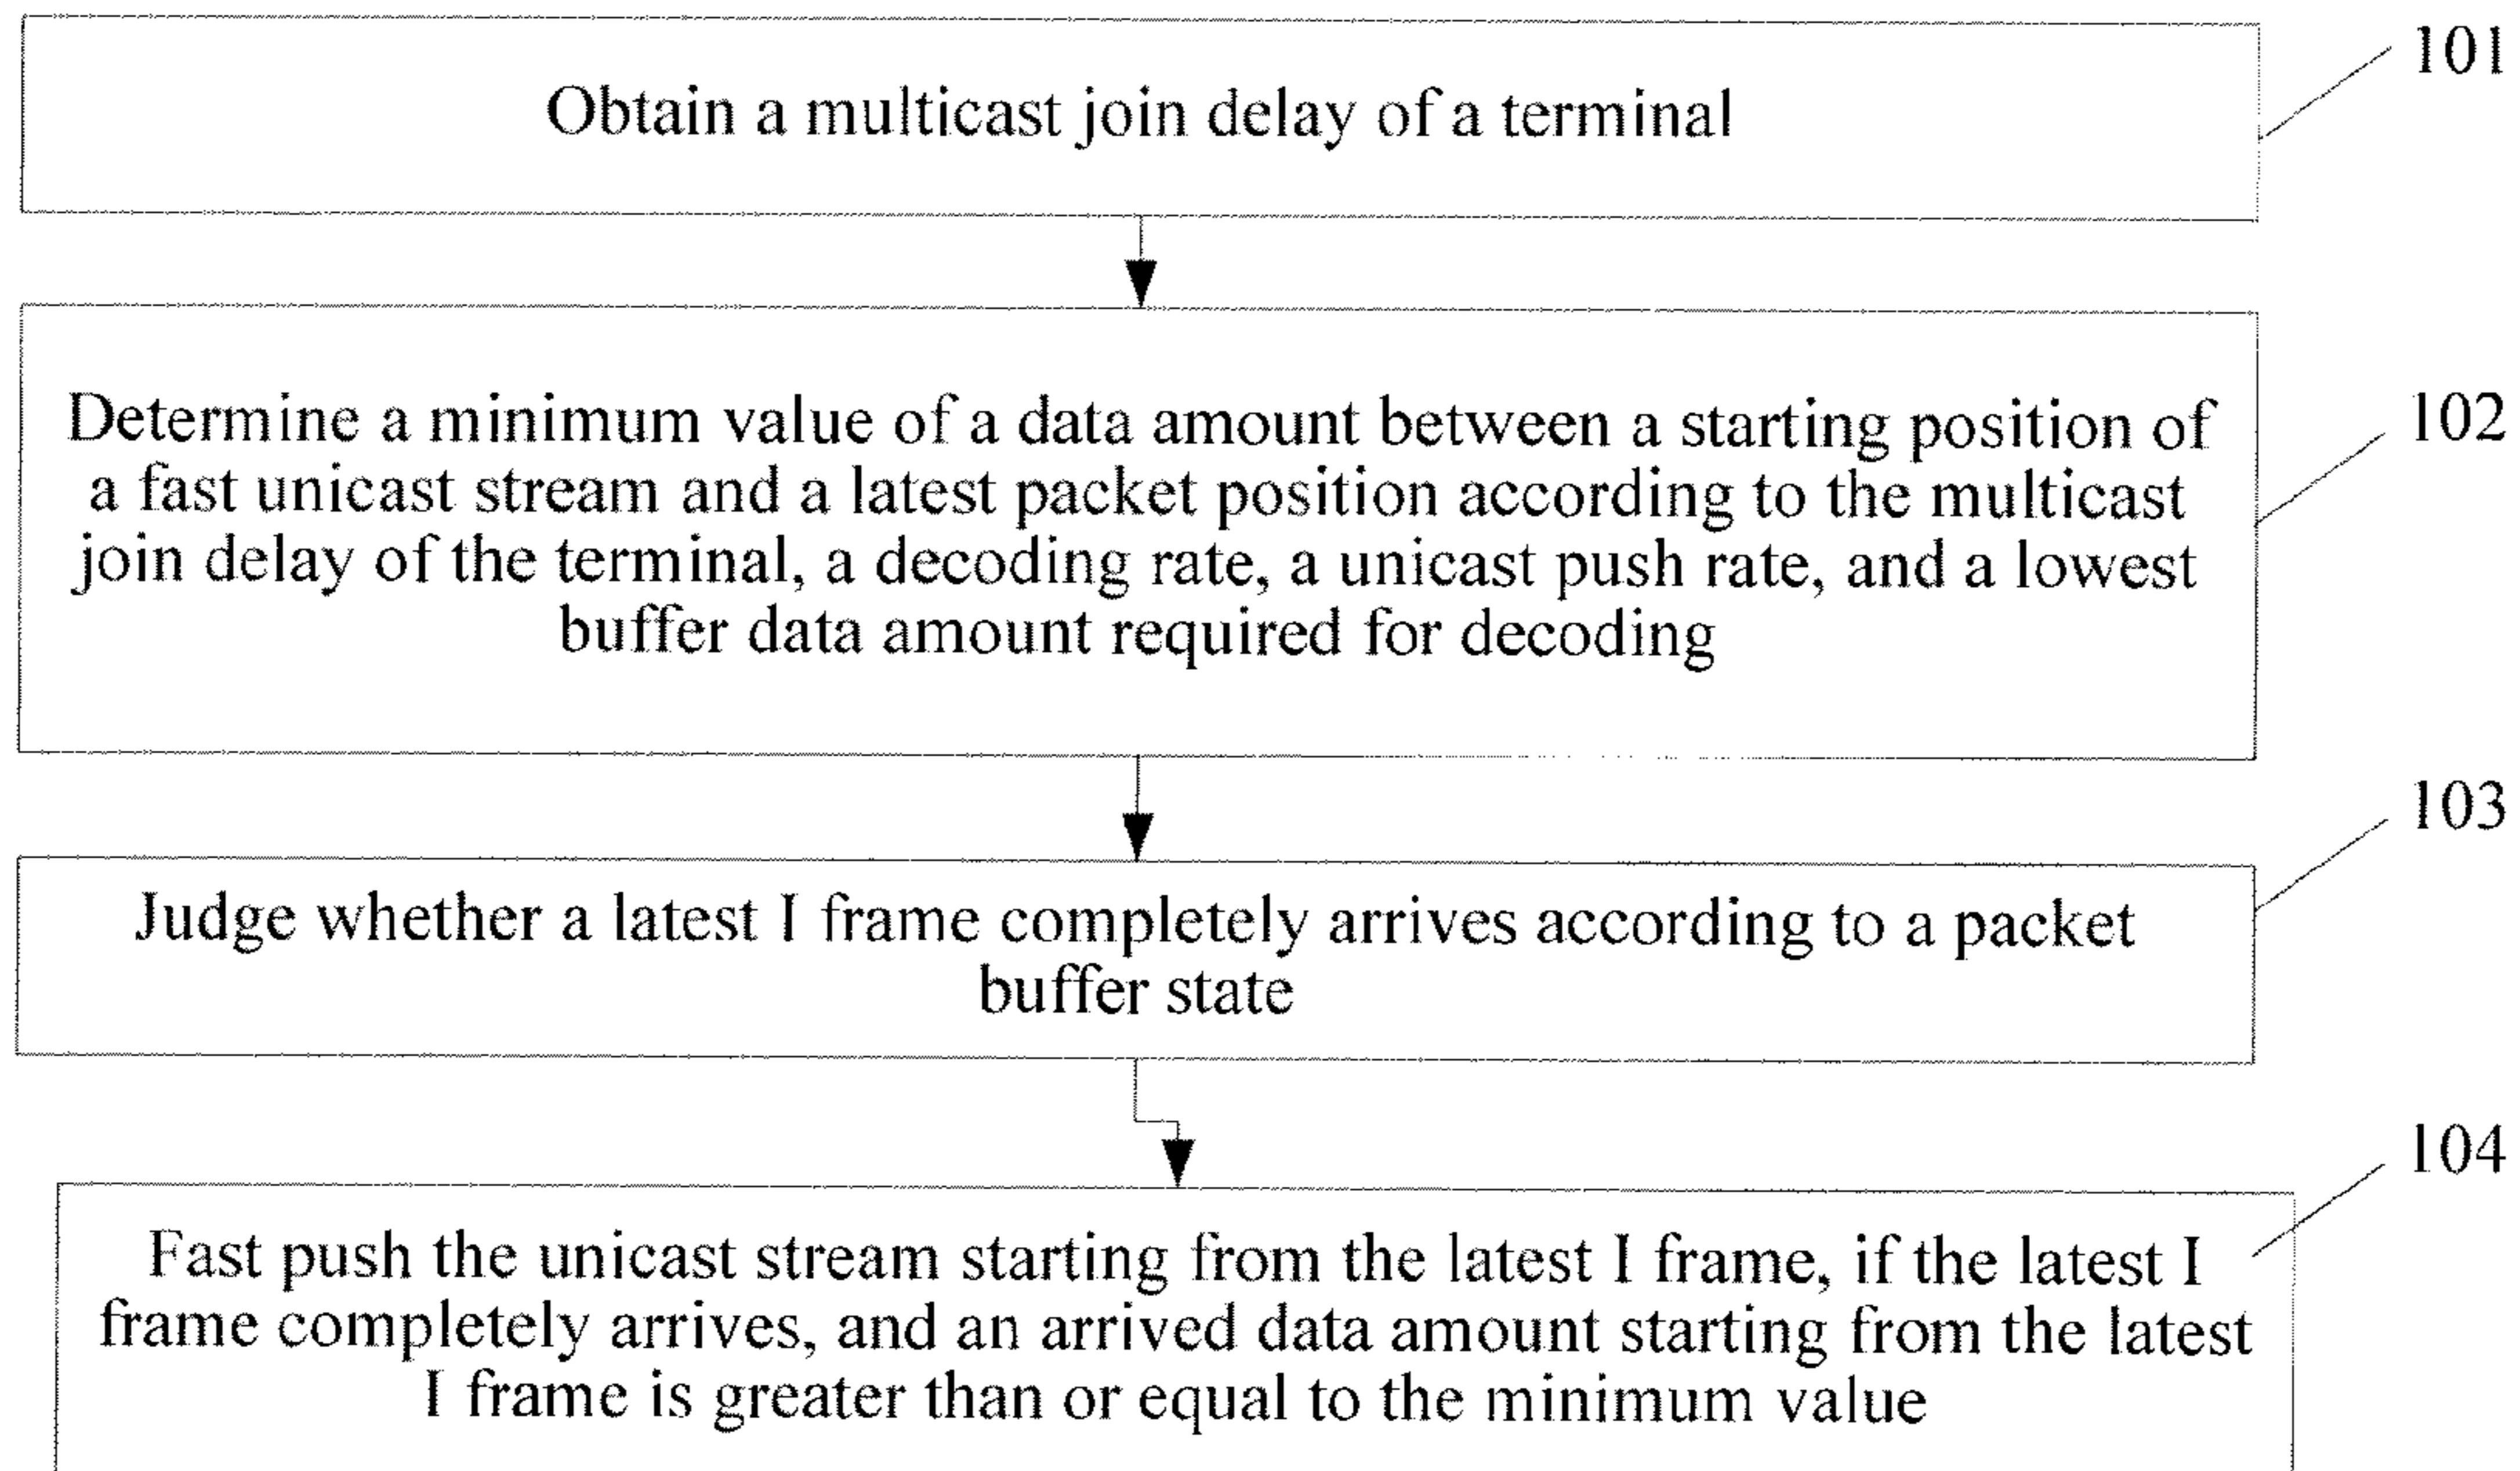 101
Obtain a multicast join delay of a terminal
102
Determine a minimum value of a data amount between a starting position of
a fast unicast stream and a latest packet position according to the multicast
join delay of the terminal, a decoding rate, a unicast push rate, and a lowest
buffer data amount required for decoding
103
Judge whether a latest I frame completely arrives according to a packet
buffer state
104
Fast push the unicast stream starting from the latest I frame, if the latest I
frame completely arrives, and an arrived data amount starting from the latest
I frame is greater than or equal to the minimum value